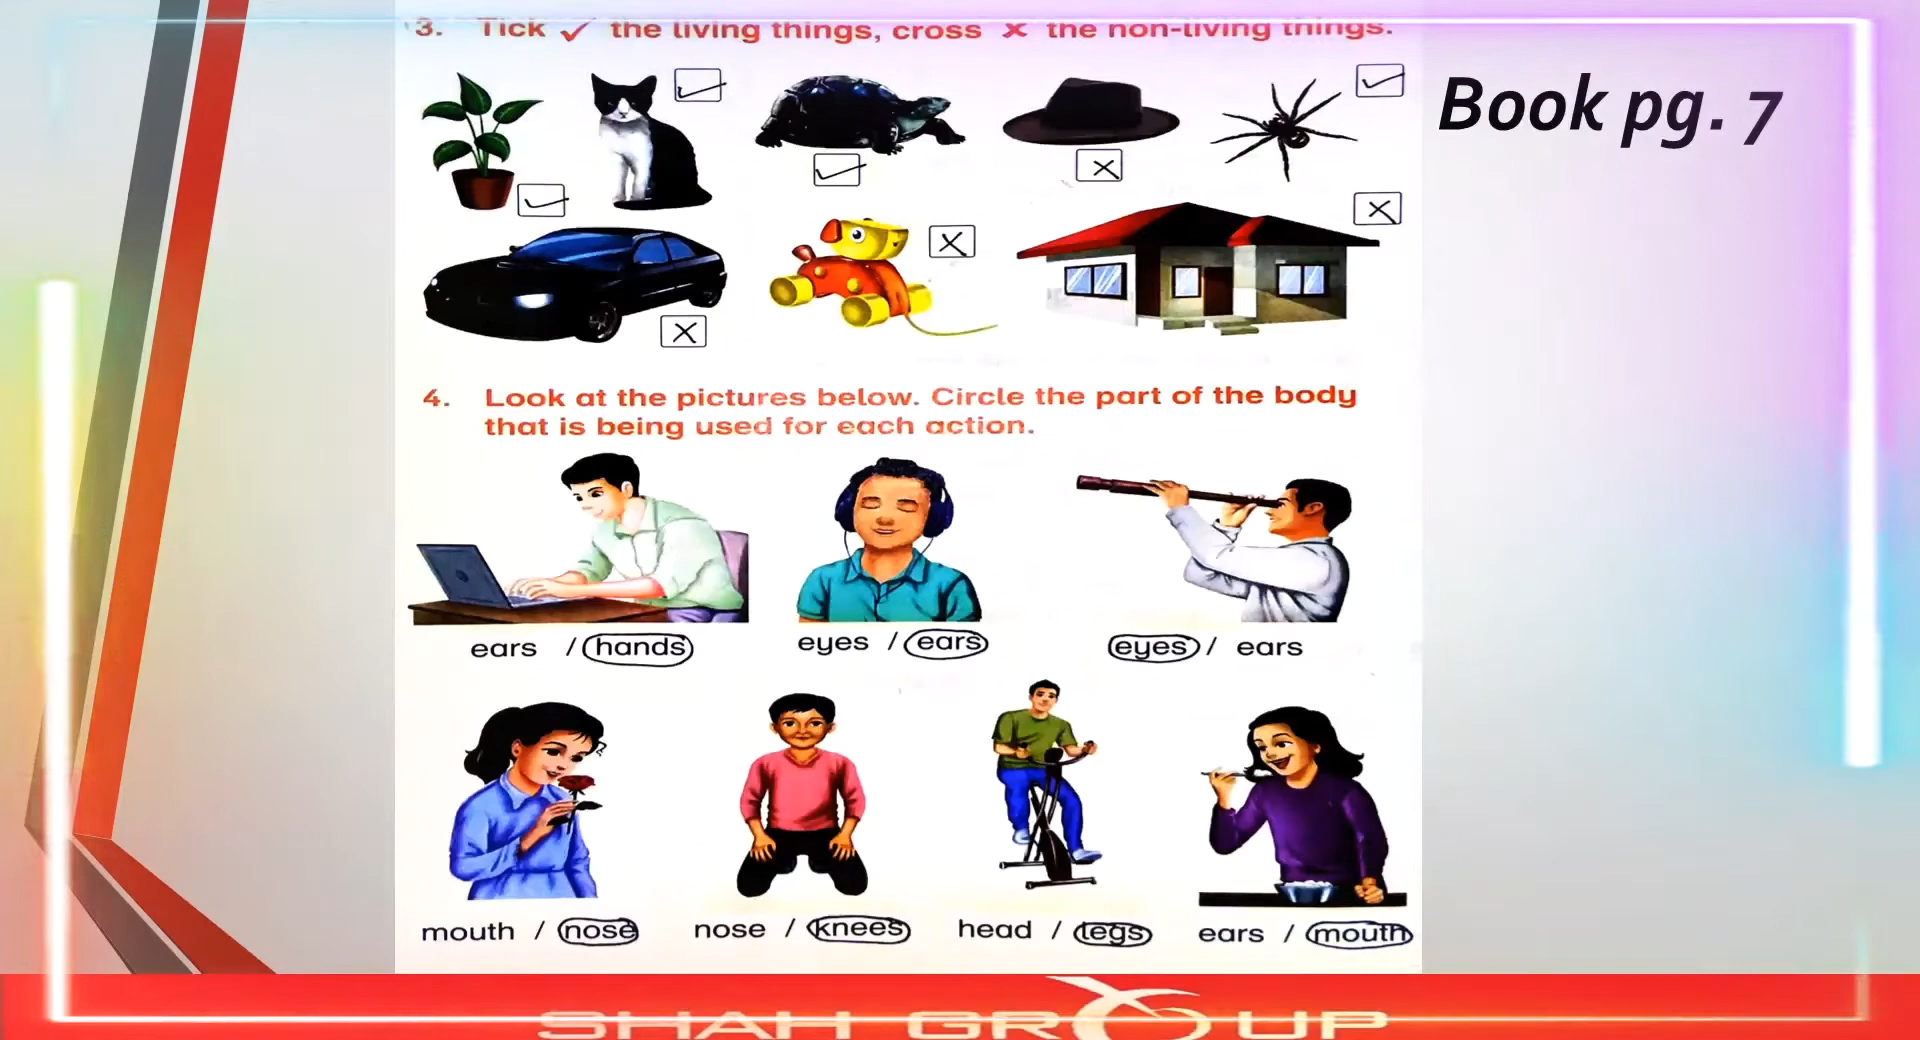 3. Tick ✓ the living things, cross x the non-living things.
Book pg. 7
4. Look at the pictures below. Circle the part of the body
that is being used for each action.
ears / hands
eyes / ears
eyes / ears
mouth / nose
nose / knees
head / legs
ears / mouth
SHAH GROUP